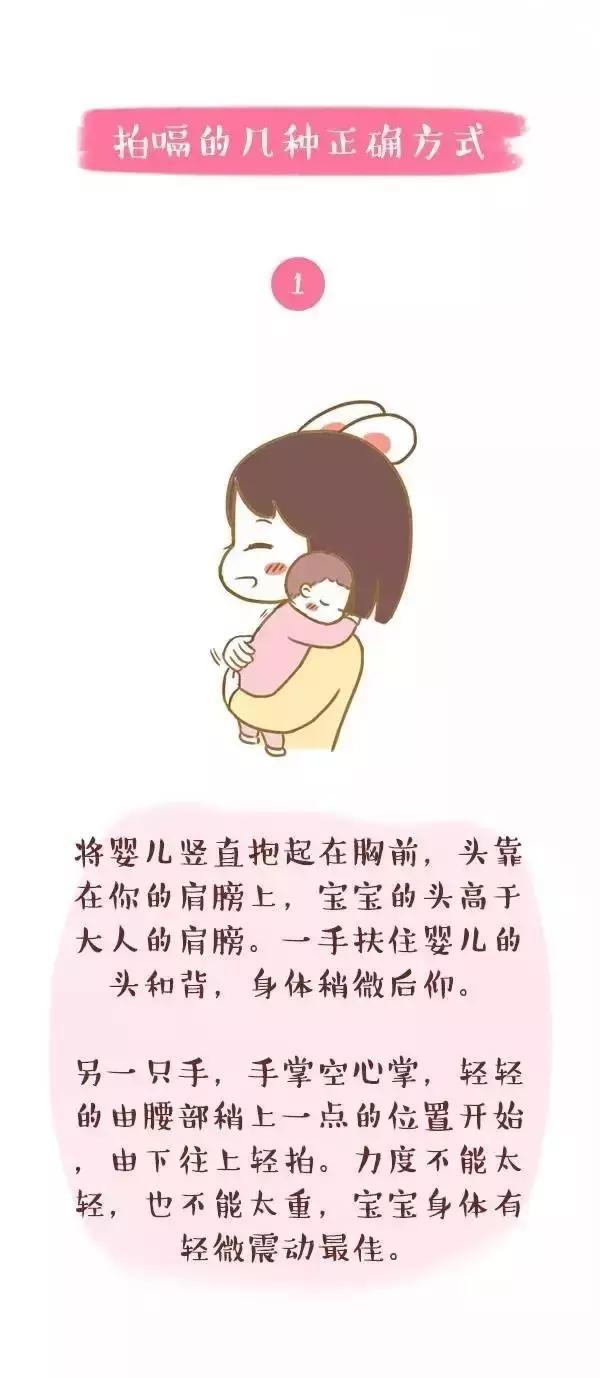 拍嗝的几种正确方式
1
将婴儿竖直抱起在胸前，头靠
在你的肩膀上，宝宝的头高于
大人的肩膀。一手扶住婴儿的
头和背，身体稍微后仰。
另一只手，手掌空心掌，轻轻
的由腰部稍上一点的位置开始
，由下往上轻拍。力度不能太
轻，也不能太重，宝宝身体有
轻微震动最佳。